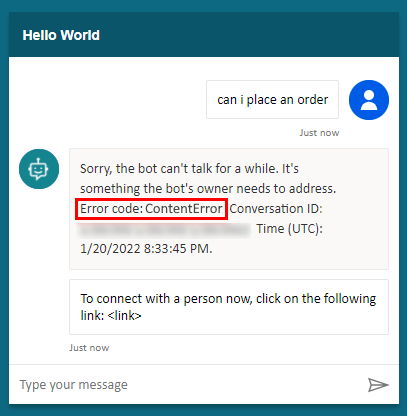 Hello World
can i place an order
Just now
Sorry, the bot can't talk for a while. It's
something the bot's owner needs to address.
Error code: ContentError Conversation ID:
Time (UTC):
1/20/2022 8:33:45 PM.
To connect with a person now, click on the following
link: <link>
Just now
Type your message